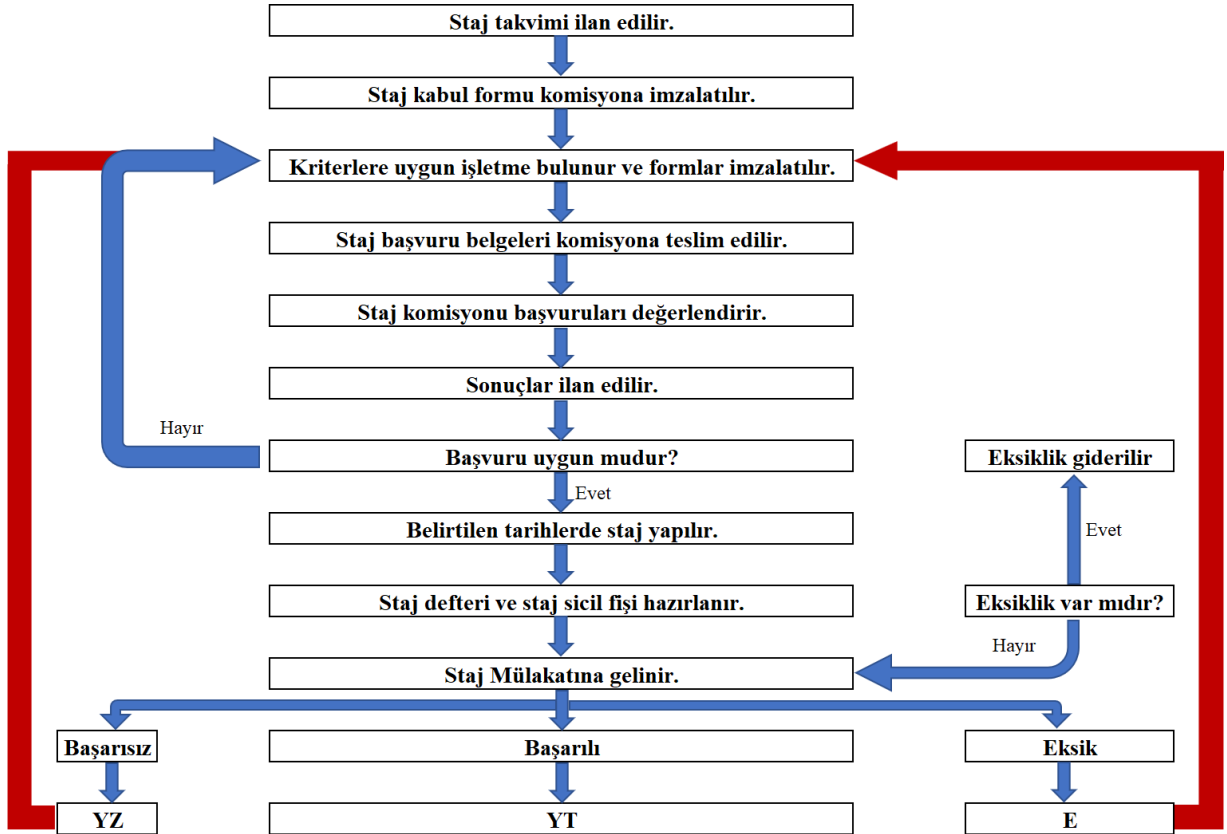 Staj takvimi ilan edilir.
Staj kabul formu komisyona imzalatılır.
Kriterlere uygun işletme bulunur ve formlar imzalatılır.
Staj başvuru belgeleri komisyona teslim edilir.
Staj komisyonu başvuruları değerlendirir.
Sonuçlar ilan edilir.
Hayır
Başvuru uygun mudur?
Eksiklik giderilir
Evet
Belirtilen tarihlerde staj yapılır.
Evet
Staj defteri ve staj sicil fişi hazırlanır.
Eksiklik var mıdır?
Hayır
Staj Mülakatına gelinir.
Başarısız
Başarılı
Eksik
YZ
YT
E